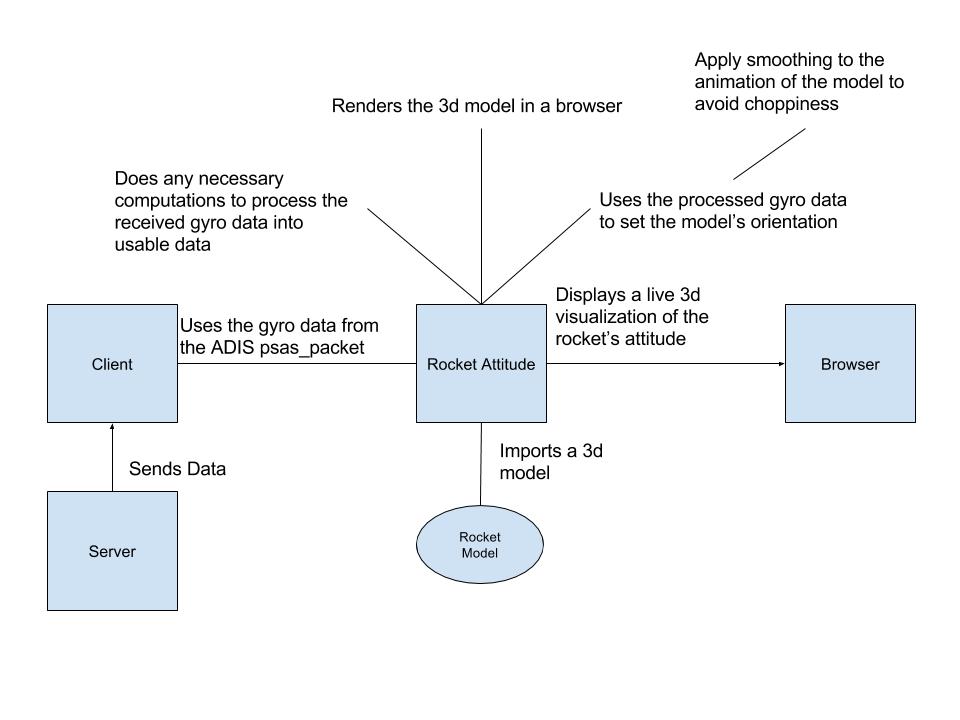 Apply smoothing to the
animation of the model to
avoid choppiness
Renders the 3d model in a browser
Does any necessary
computations to process the
received gyro data into
usable data
Uses the processed gyro data
to set the model’s orientation
Displays a live 3d
visualization of the
rocket’s attitude
Uses the gyro data from
the ADIS psas_packet
Client
Rocket Attitude
Browser
Imports a 3d
model
Sends Data
Server
Rocket
Model